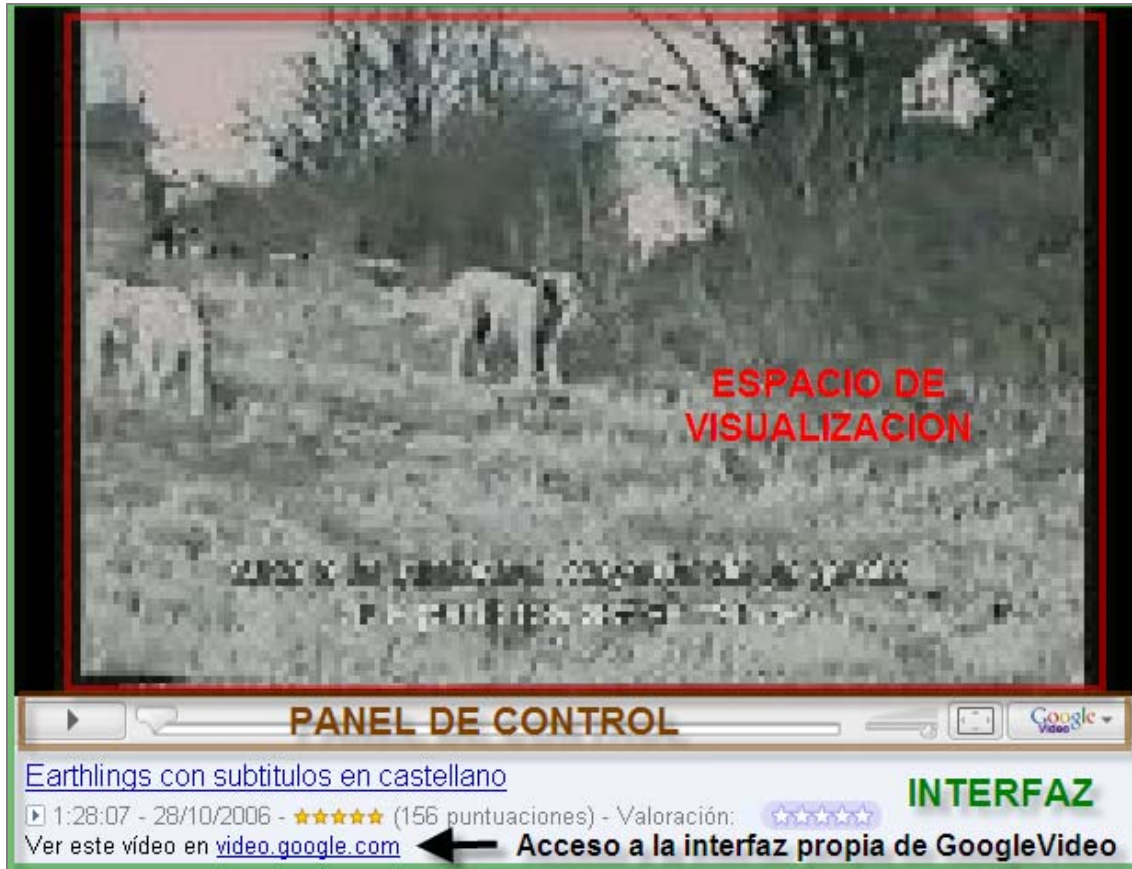 ESPACIO DE
VISUALIZACION
PANEL DE CONTROL
Google
Video
Earthlings con subtitulos en castellano
INTERFAZ
1:28:07 - 28/10/2006 - (156 puntuaciones) - Valoración:
Ver este vídeo en video.google.com
Acceso a la interfaz propia de GoogleVideo